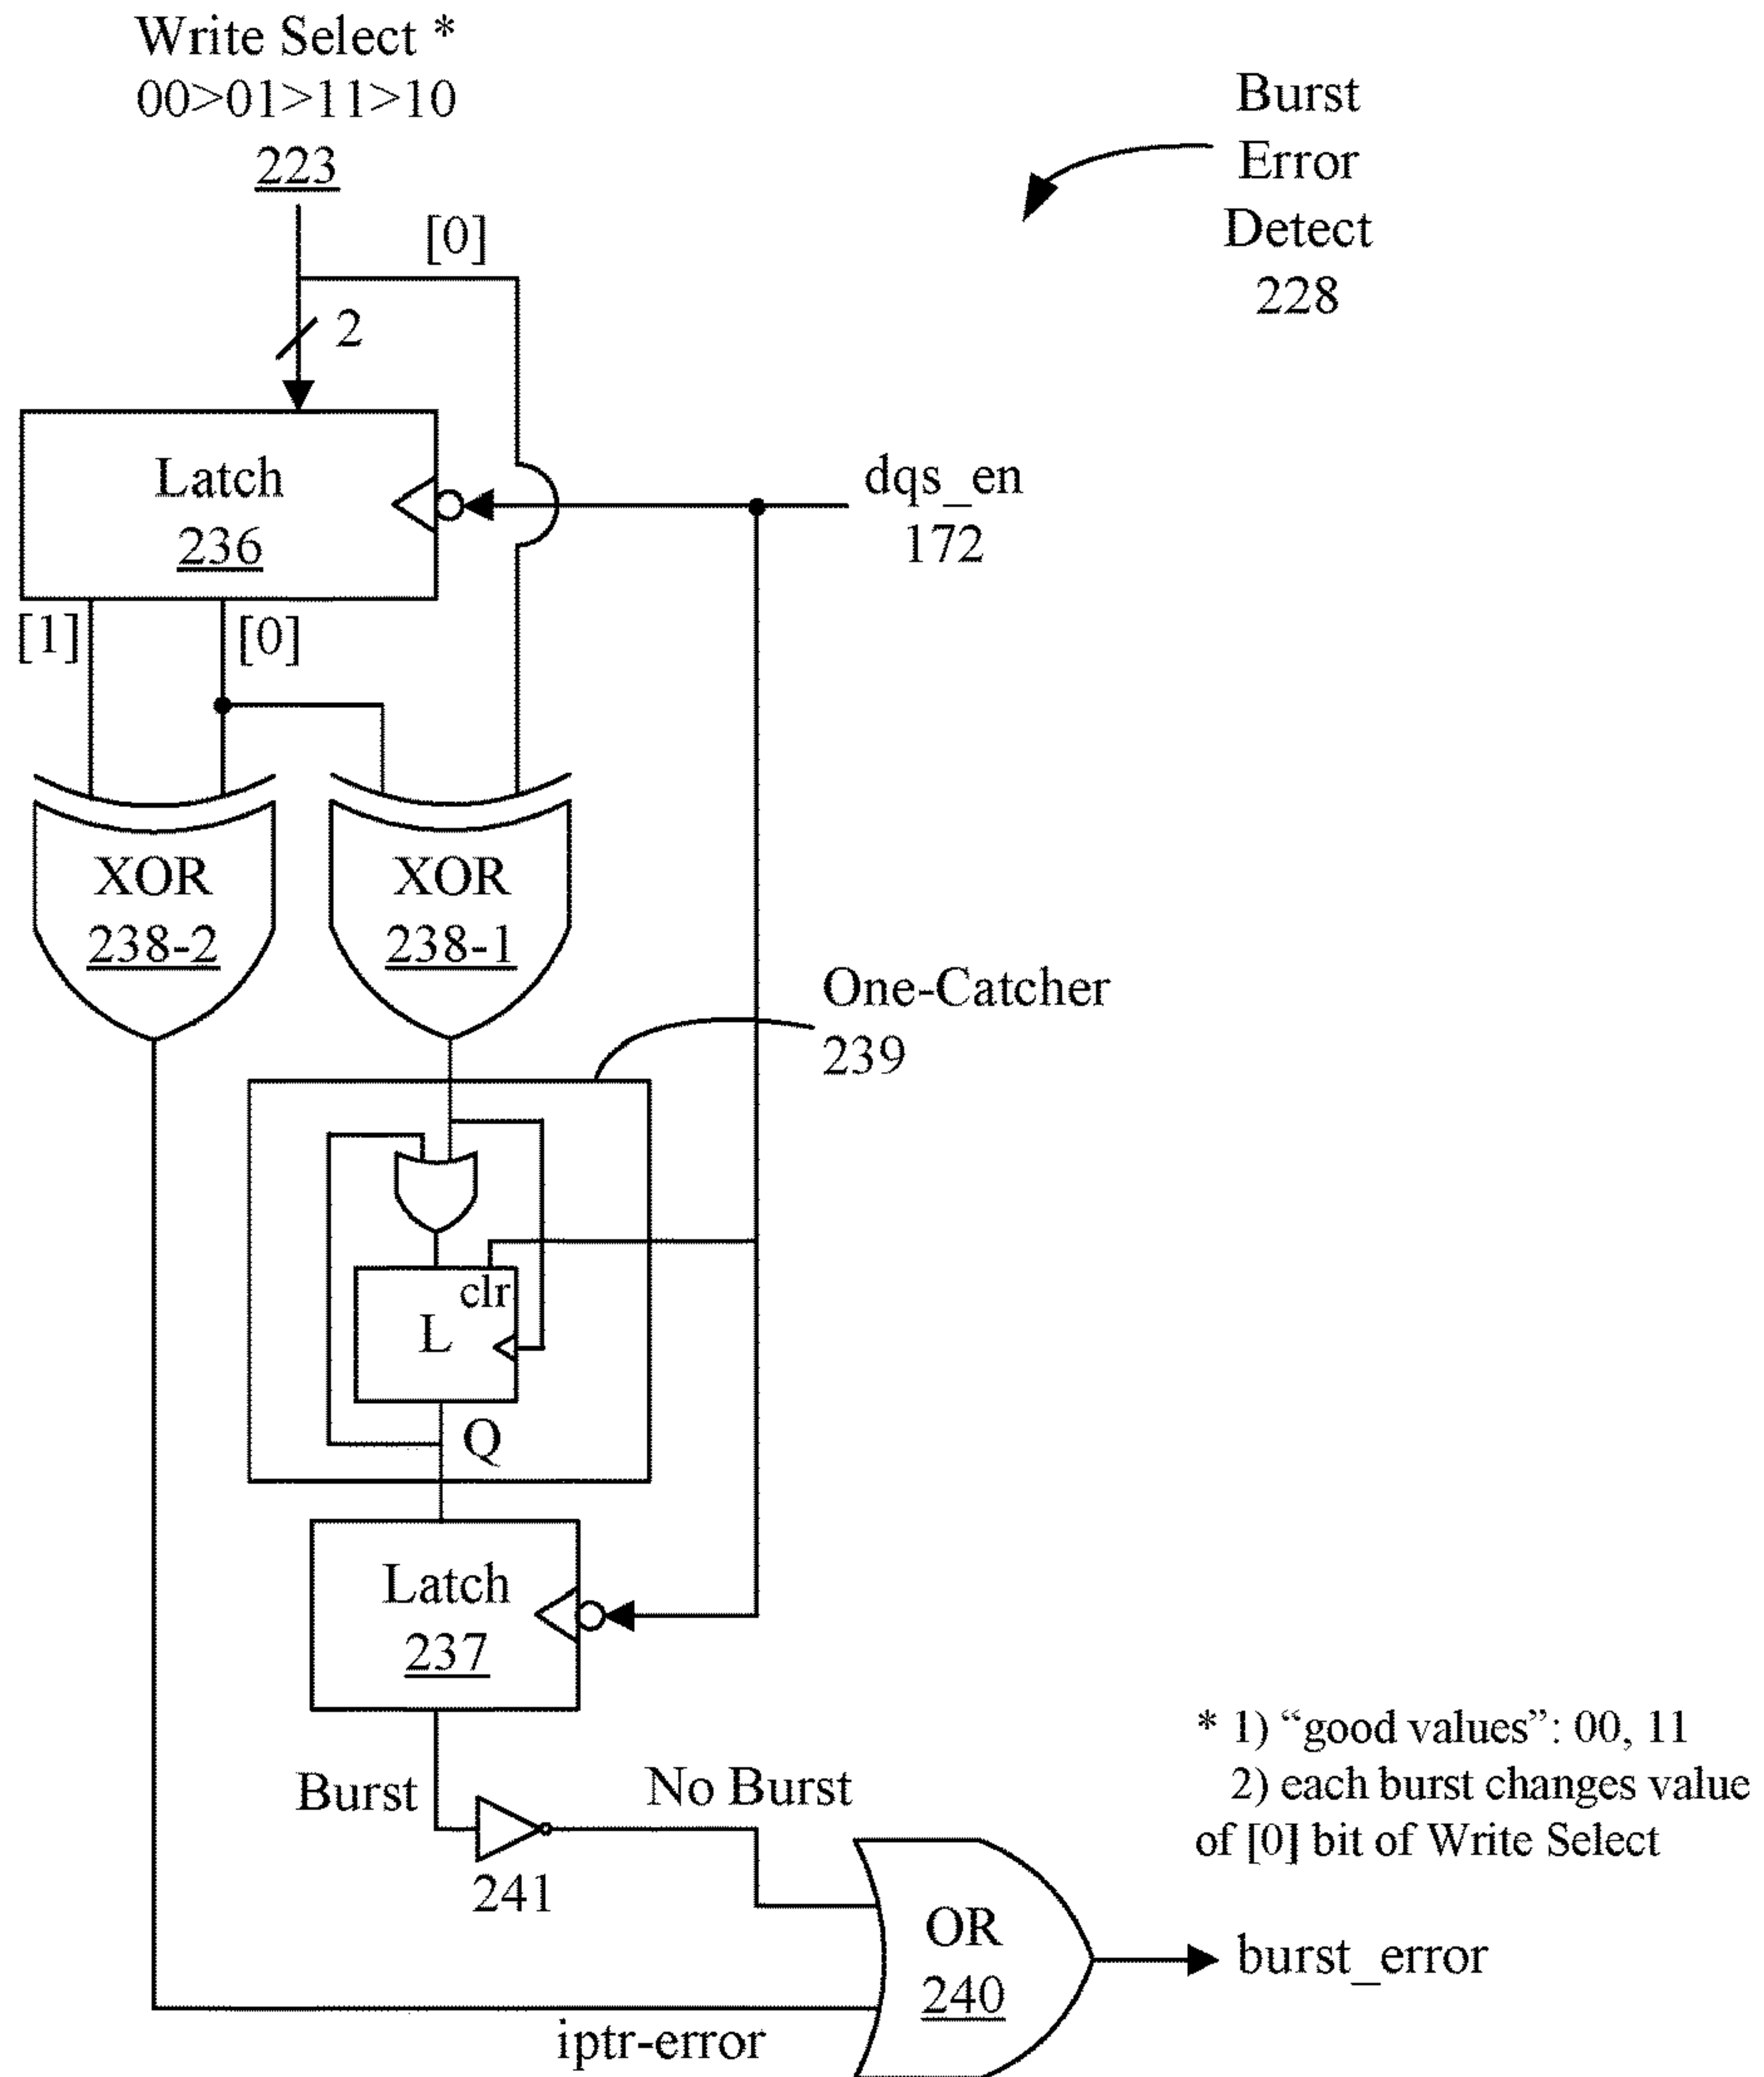 Write Select *
00>01>11>10
223
Burst
Error
Detect
228
[0]
2
Latch
236
dqs_en
172
[1]
[0]
XOR
238-2
XOR
238-1
One-Catcher
239
clr
L
Q
Latch
237
* 1) “good values”: 00, 11
2) each burst changes value
of [0] bit of Write Select
Burst
No Burst
241
OR
240
burst_error
iptr-error